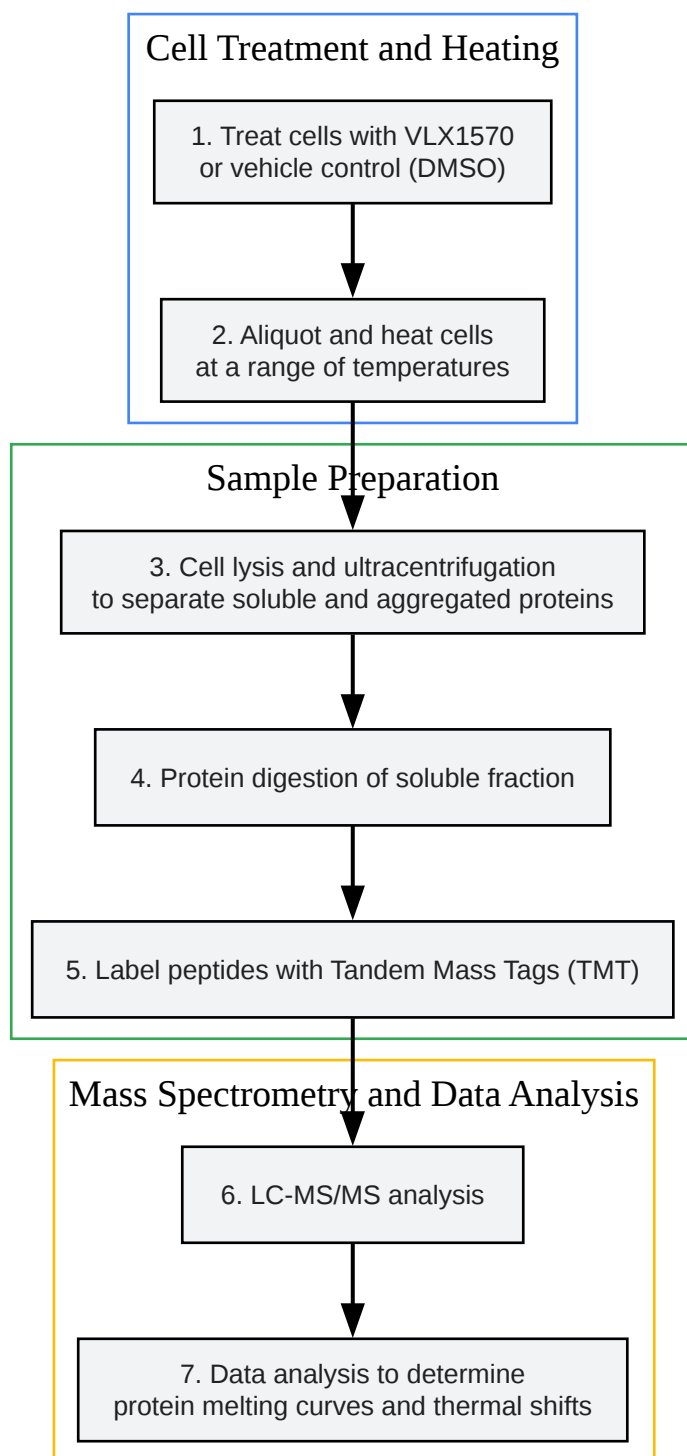 Cell Treatment and Heating
1. Treat cells with VLX1570
or vehicle control (DMSO)
2. Aliquot and heat cells
at a range of temperatures
Sample Preparation
3. Cell lysis and ultracentrifugation
to separate soluble and aggregated proteins
4. Protein digestion of soluble fraction
5. Label peptides with Tandem Mass Tags (TMT)
Mass Spectrometry and Data Analysis
6. LC-MS/MS analysis
7. Data analysis to determine
protein melting curves and thermal shifts